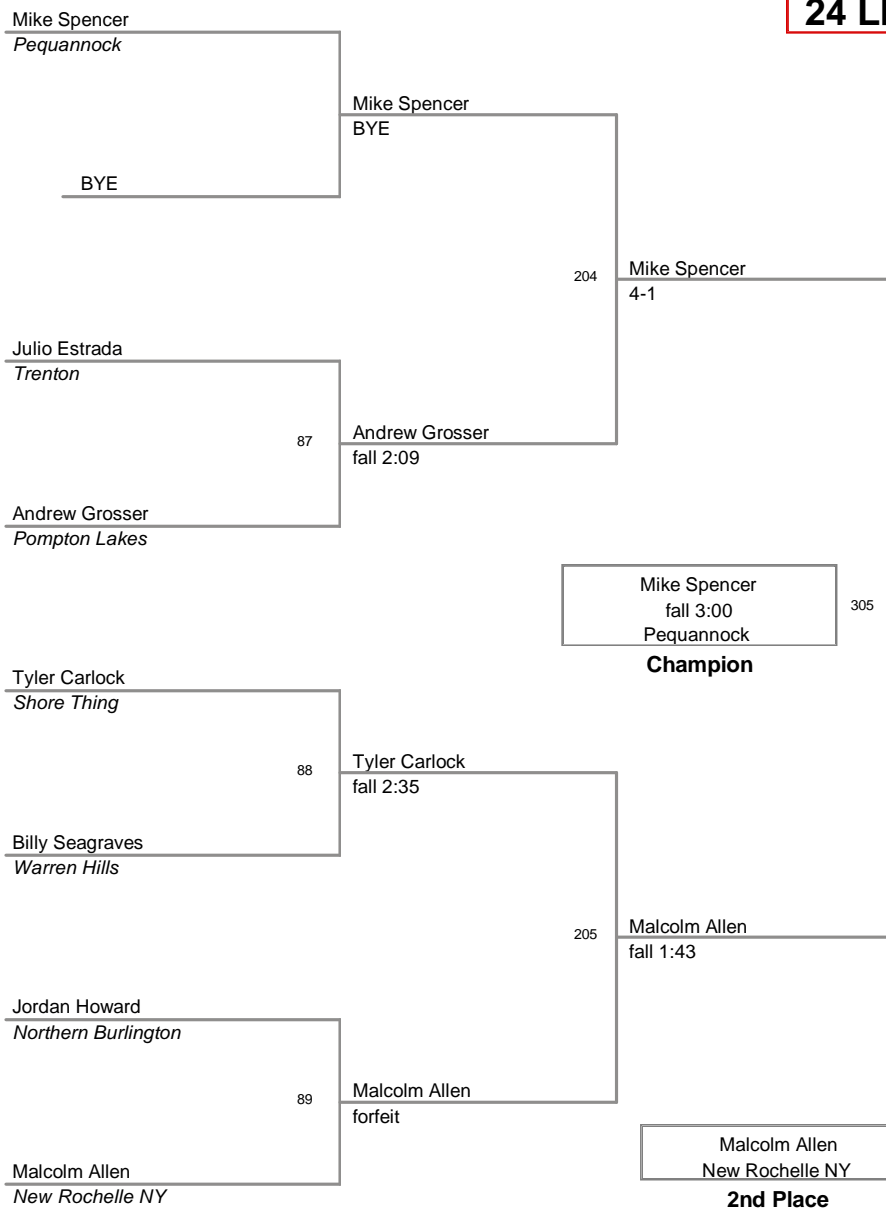 24 L
Mike Spencer
Pequannock
Mike Spencer
BYE
BYE
204
Mike Spencer
4-1
Julio Estrada
Trenton
87
Andrew Grosser
fall 2:09
Andrew Grosser
Pompton Lakes
Mike Spencer
fall 3:00
Pequannock
305
Champion
Tyler Carlock
Shore Thing
88
Tyler Carlock
fall 2:35
Billy Seagraves
Warren Hills
205
Malcolm Allen
fall 1:43
Jordan Howard
Northern Burlington
89
Malcolm Allen
forfeit
Malcolm Allen
New Rochelle NY
Malcolm Allen
New Rochelle NY
2nd Place